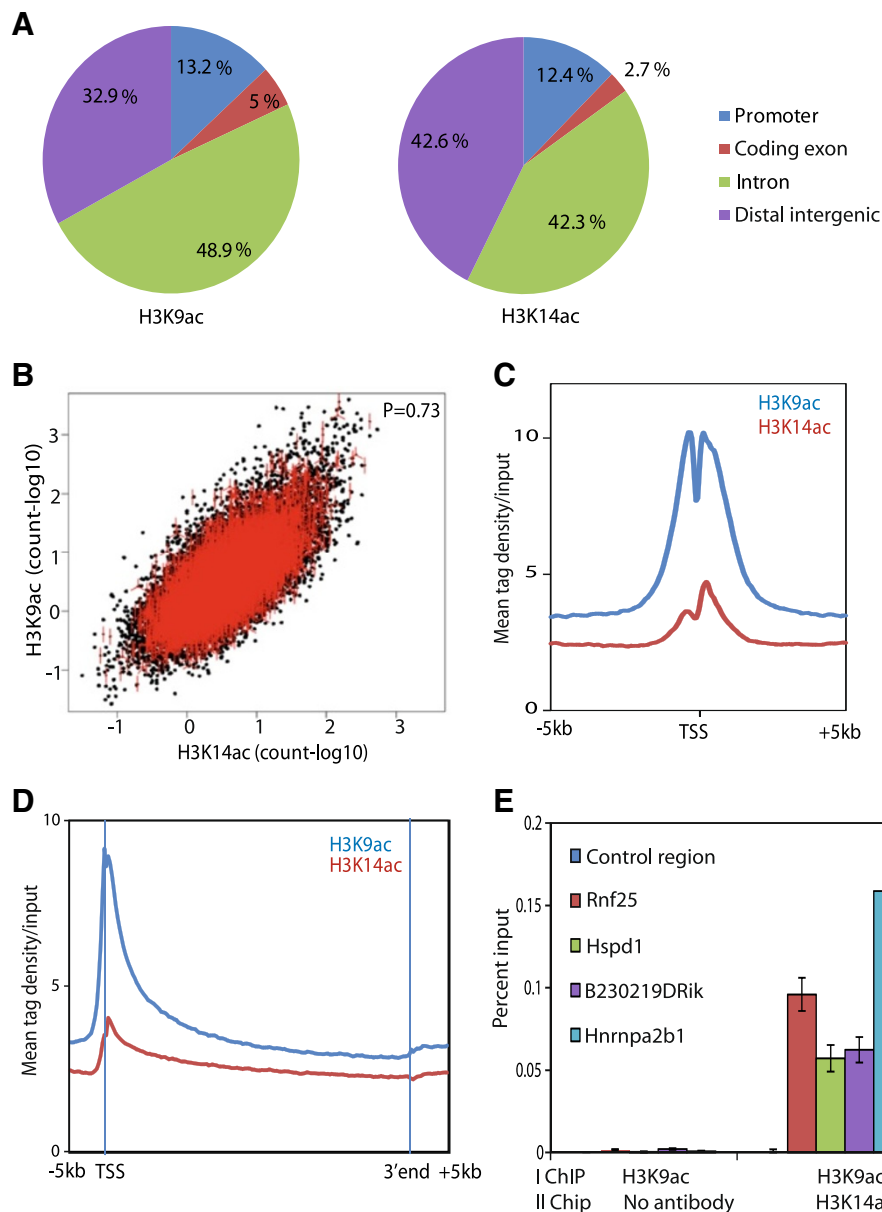 A
13.2 %
5 %
32.9 %
48.9 %
H3K9ac
12.4 %
2.7 %
42.6 %
42.3 %
H3K14ac
Promoter
Coding exon
Intron
Distal intergenic
B
P=0.73
H3K9ac (count-log10)
3
2
1
0
-1
-1
0
1
2
3
H3K14ac (count-log10)
C
H3K9ac
H3K14ac
Mean tag density/input
10
5
0
-5kb
TSS
+5kb
D
H3K9ac
H3K14ac
Mean tag density/input
10
5
0
-5kb TSS
3'end +5kb
E
Percent input
0.2
0.15
0.1
0.05
0
Control region
Rnf25
Hspd1
B230219DRik
Hnrnpa2b1
I ChIP H3K9ac H3K9ac
II Chip No antibody H3K14a